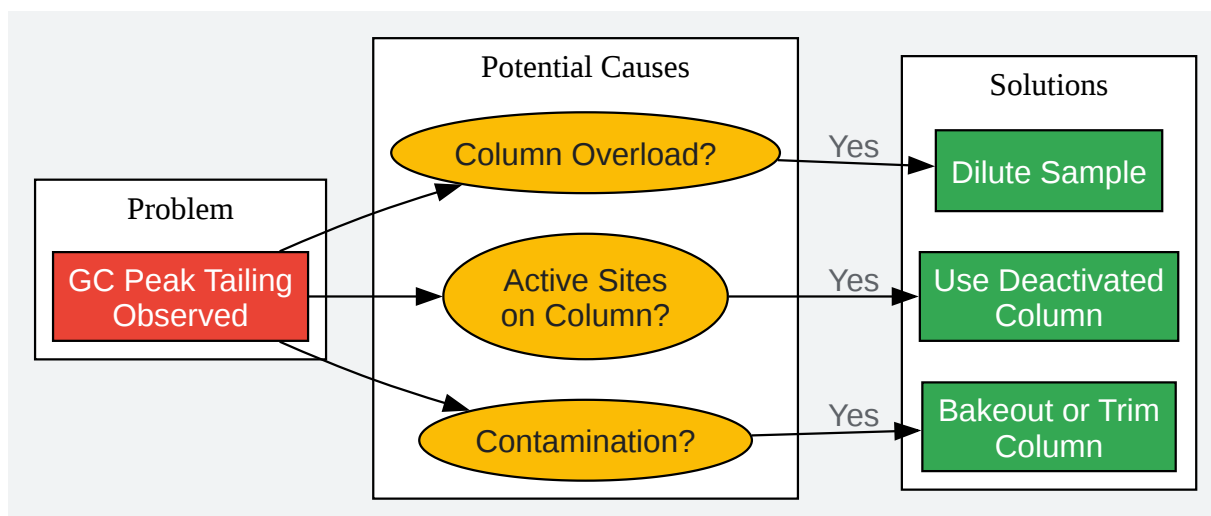 Problem
GC Peak Tailing
Observed
Potential Causes
Column Overload?
Active Sites
on Column?
Contamination?
Yes
Yes
Yes
Solutions
Dilute Sample
Use Deactivated
Column
Bakeout or Trim
Column